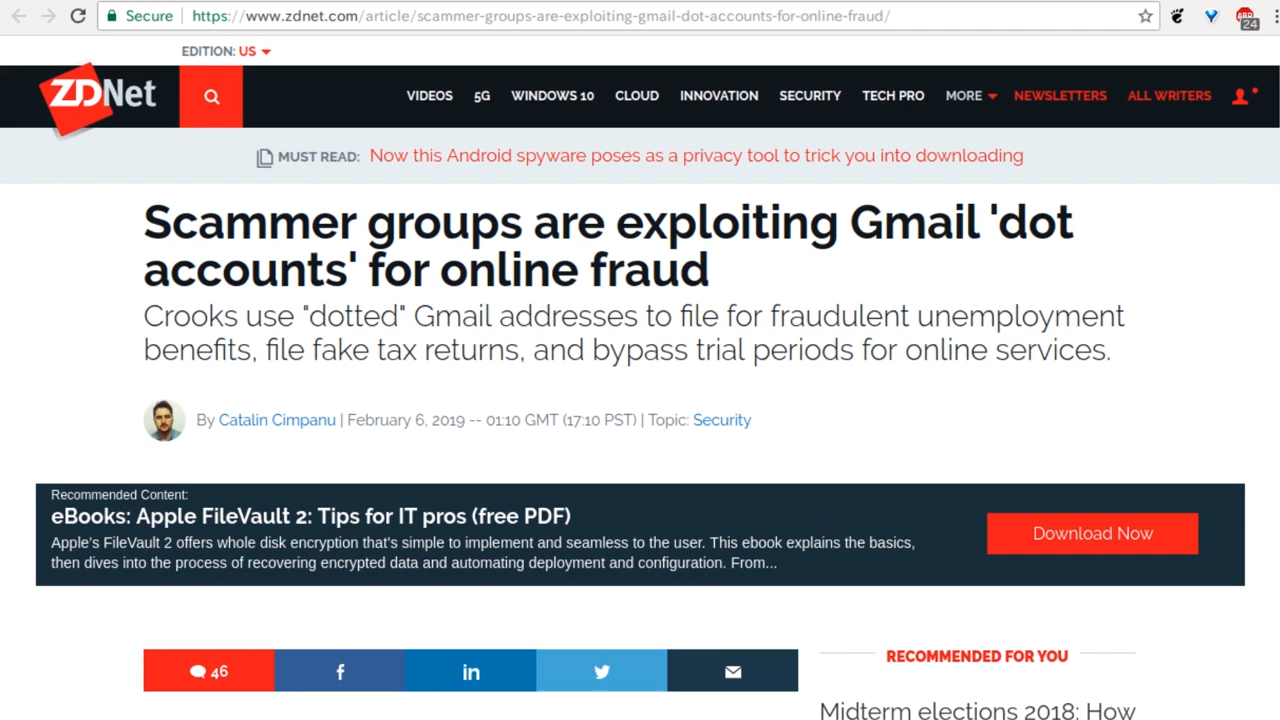 Secure https://www.zdnet.com/article/scammer-groups-are-exploiting-gmail-dot-accounts-for-online-fraud/
24
EDITION: US
ZDNet
VIDEOS 5G WINDOWS 10 CLOUD INNOVATION SECURITY TECH PRO MORE NEWSLETTERS ALL WRITERS
MUST READ: Now this Android spyware poses as a privacy tool to trick you into downloading
Scammer groups are exploiting Gmail 'dot
accounts' for online fraud
Crooks use "dotted" Gmail addresses to file for fraudulent unemployment
benefits, file fake tax returns, and bypass trial periods for online services.
By Catalin Cimpanu | February 6, 2019 -- 01:10 GMT (17:10 PST) | Topic: Security
Recommended Content:
eBooks: Apple FileVault 2: Tips for IT pros (free PDF)
Apple's FileVault 2 offers whole disk encryption that's simple to implement and seamless to the user. This ebook explains the basics,
then dives into the process of recovering encrypted data and automating deployment and configuration. From...
Download Now
46 f in
RECOMMENDED FOR YOU
Midterm elections 2018: How